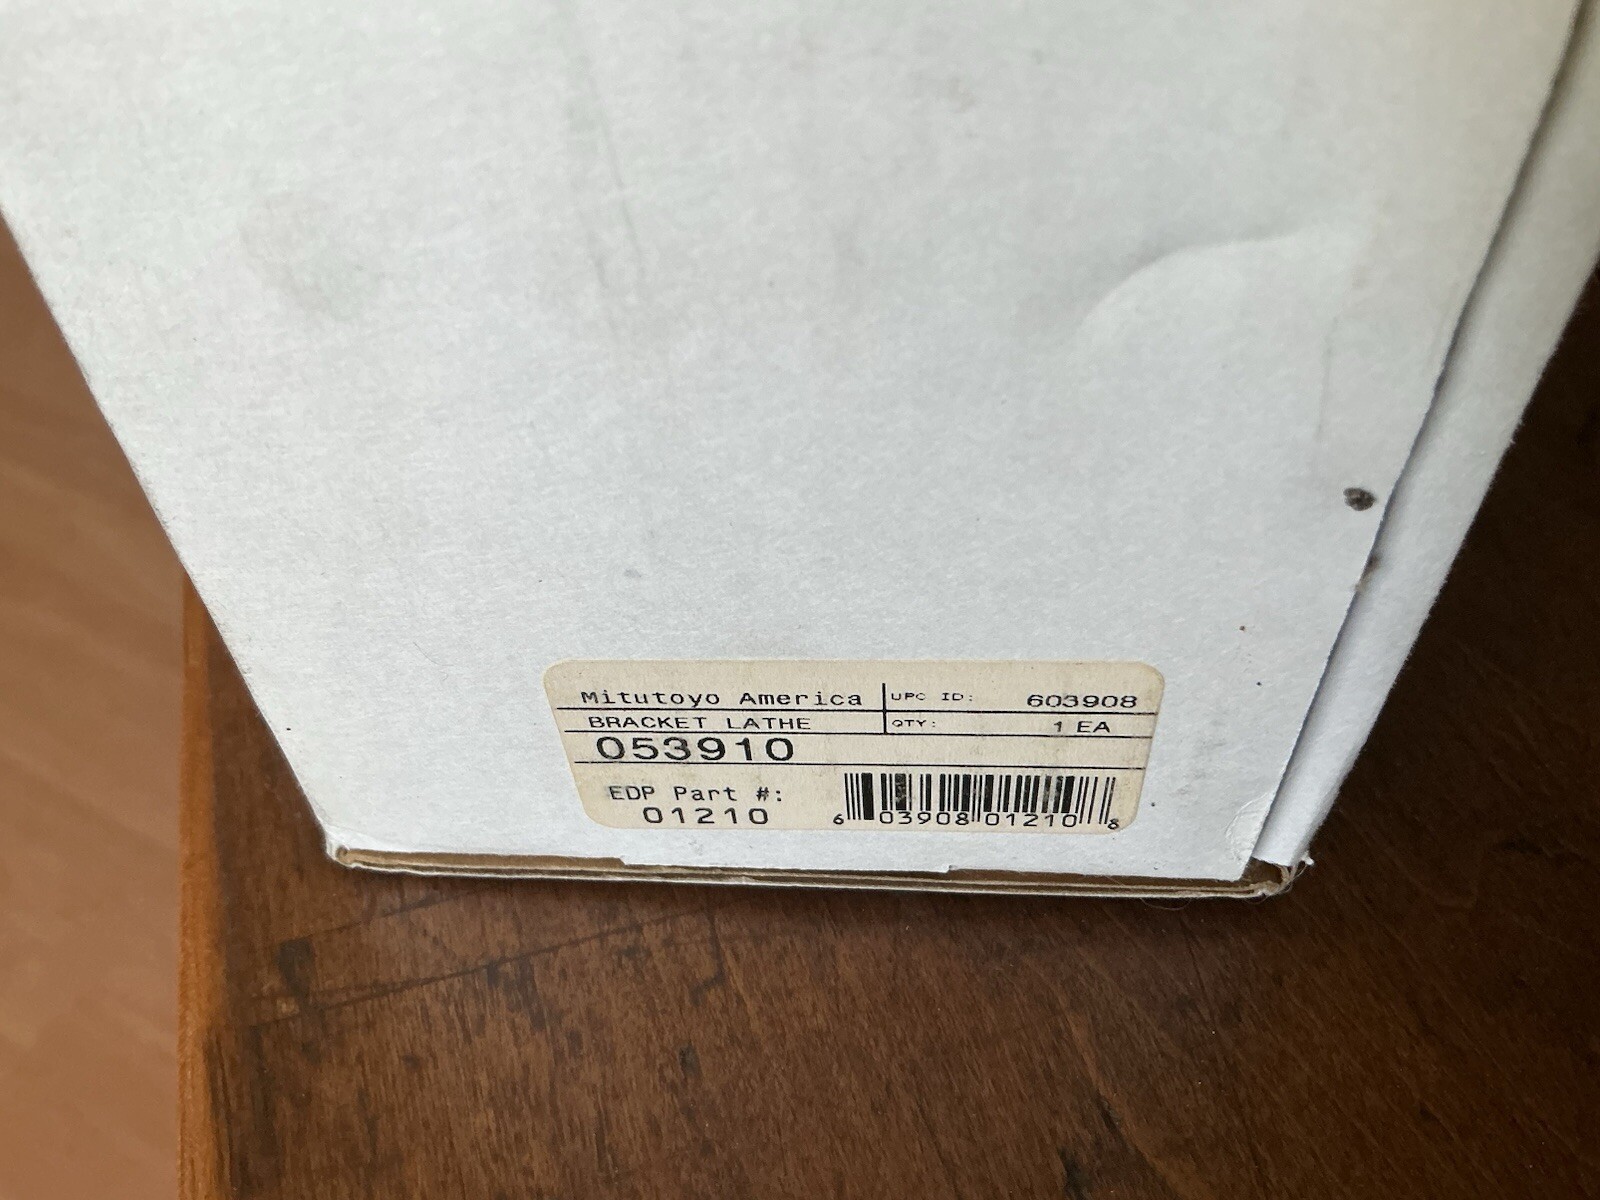 Mitutoyo America UPC ID: 603908
BRACKET LATHE QTY: 1 EA
053910
EDP Part #:
01210
6 03908 01210 8